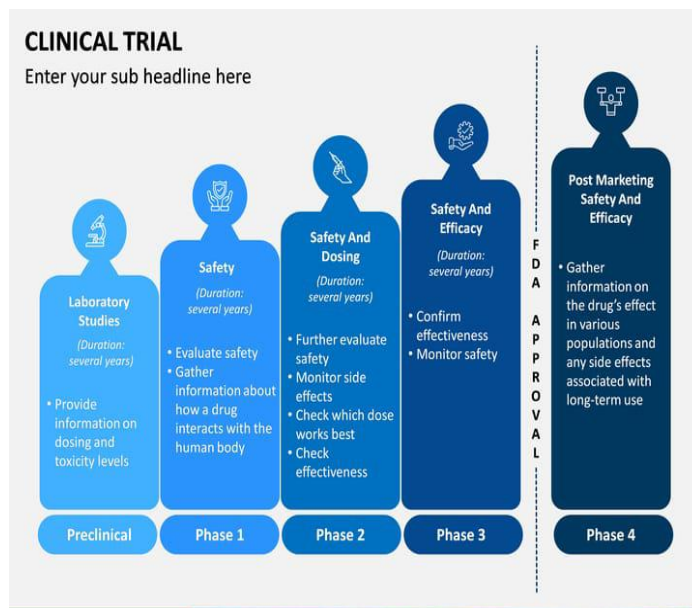 CLINICAL TRIAL
Enter your sub headline here
Laboratory
Studies
(Duration:
several years)
• Provide
information on
dosing and
toxicity levels
Preclinical
Safety
(Duration:
several years)
• Evaluate safety
• Gather
information about
how a drug
interacts with the
human body
Phase 1
Safety And
Dosing
(Duration:
several years)
• Further evaluate
safety
• Monitor side
effects
• Check which dose
works best
• Check
effectiveness
Phase 2
Safety And
Efficacy
(Duration:
several years)
• Confirm
effectiveness
• Monitor safety
Phase 3
FDA APPROVAL
Post Marketing
Safety And
Efficacy
• Gather
information on
the drug's effect
in various
populations and
any side effects
associated with
long-term use
Phase 4